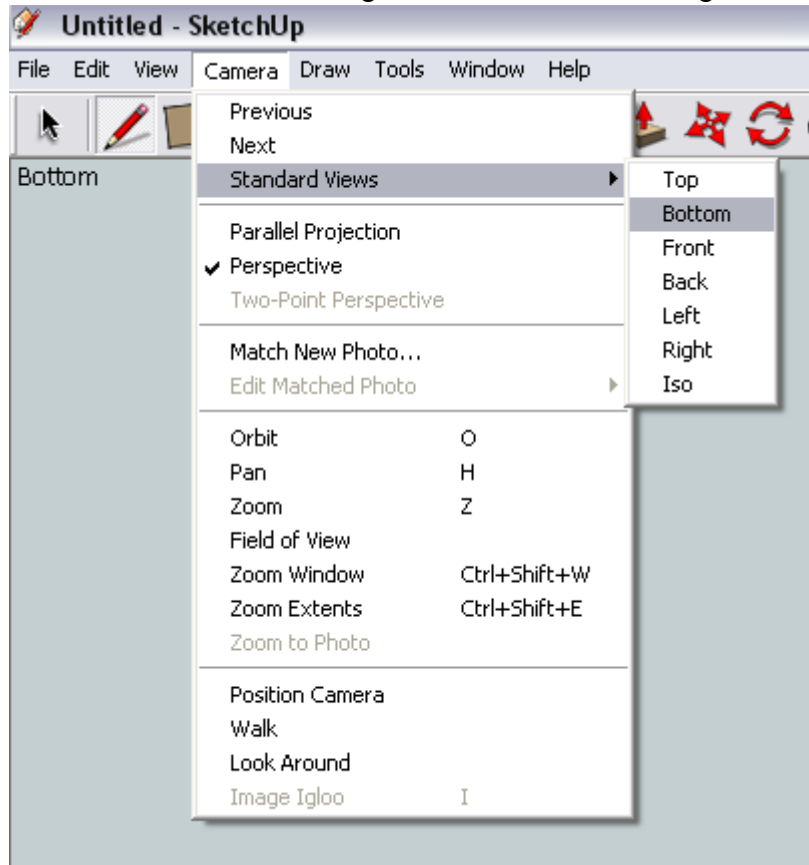 Untitled - SketchUp
File Edit View Camera Draw Tools Window Help
Previous
Next
Bottom
Standard Views
Top
Bottom
Front
Back
Left
Right
Iso
Parallel Projection
Perspective
Two-Point Perspective
Match New Photo...
Edit Matched Photo
Orbit O
Pan H
Zoom Z
Field of View
Zoom Window Ctrl+Shift+W
Zoom Extents Ctrl+Shift+E
Zoom to Photo
Position Camera
Walk
Look Around
Image Igloo I